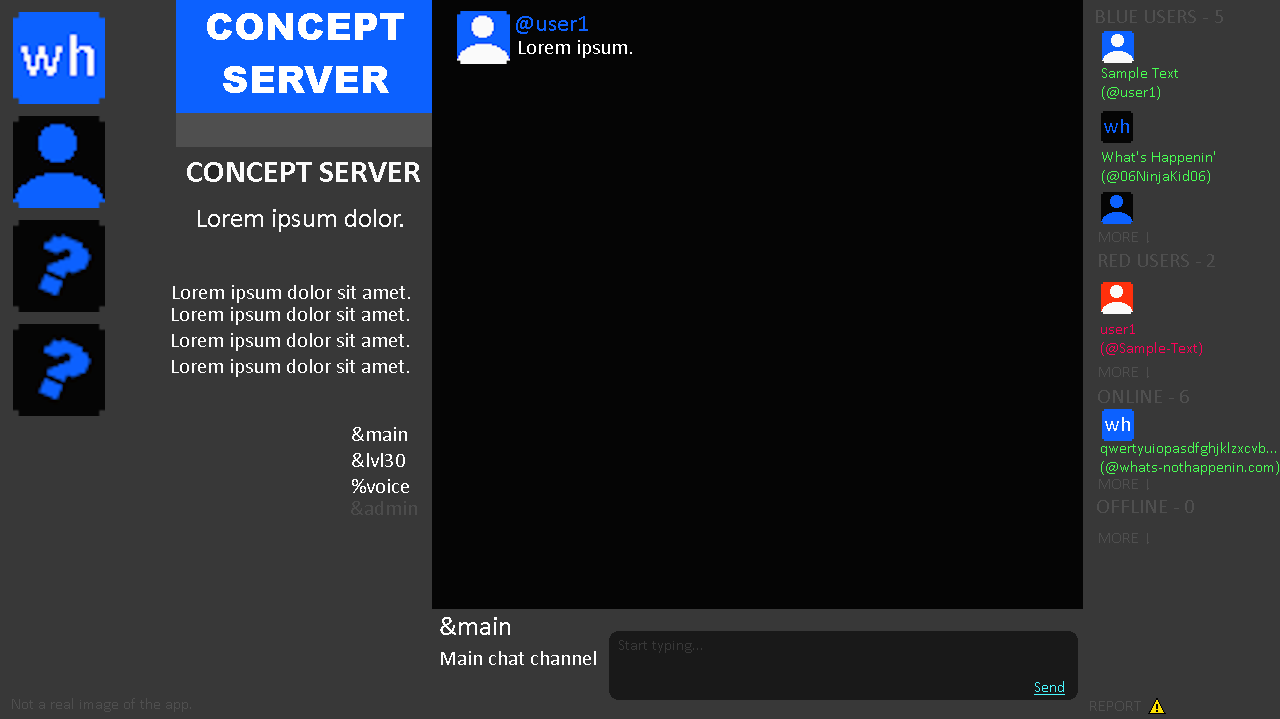 wh
CONCEPT
SERVER
CONCEPT SERVER
Lorem ipsum dolor.
Lorem ipsum dolor sit amet.
Lorem ipsum dolor sit amet.
Lorem ipsum dolor sit amet.
Lorem ipsum dolor sit amet.
&main
&lvl30
%voice
&admin
?
?
Not a real image of the app.
@user1
Lorem ipsum.
&main
Main chat channel
Start typing...
Send
BLUE USERS - 5
Sample Text
(@user1)
wh
What's Happenin'
(@06NinjaKid06)
MORE |
RED USERS - 2
user1
(@Sample-Text)
MORE |
ONLINE - 6
wh
qwertyuiopasdfghjklzxcvb...
(@whats-nothappenin.com)
MORE |
OFFLINE - 0
MORE |
REPORT